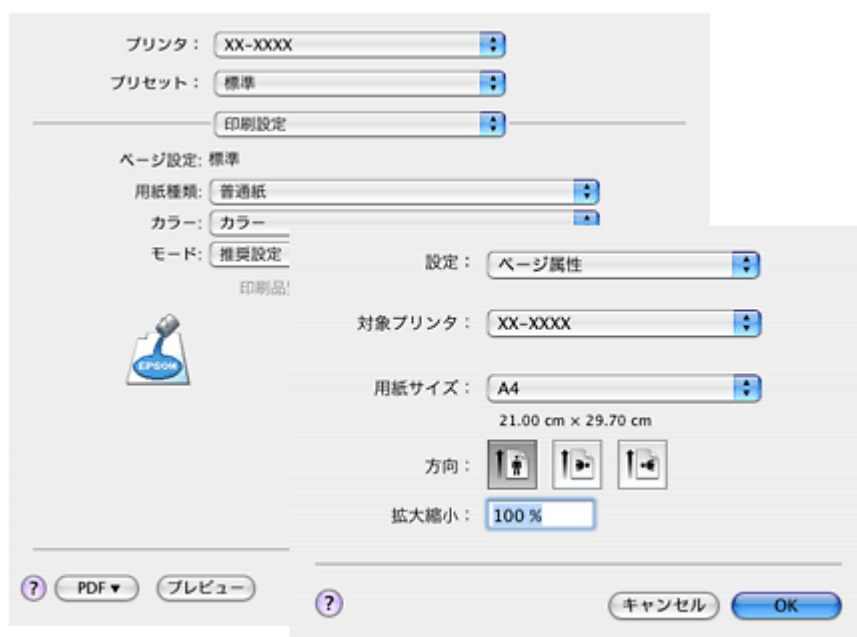 プリンタ： XX-XXXX
プリセット： 標準
印刷設定
ページ設定: 標準
用紙種類: 普通紙
カラー: カラー
モード: 推奨設定
印刷品
EPSON
? PDF▼ プレビュー
設定： ページ属性
対象プリンタ： XX-XXXX
用紙サイズ： A4
21.00 cm × 29.70 cm
方向：
拡大縮小： 100 %
? キャンセル OK